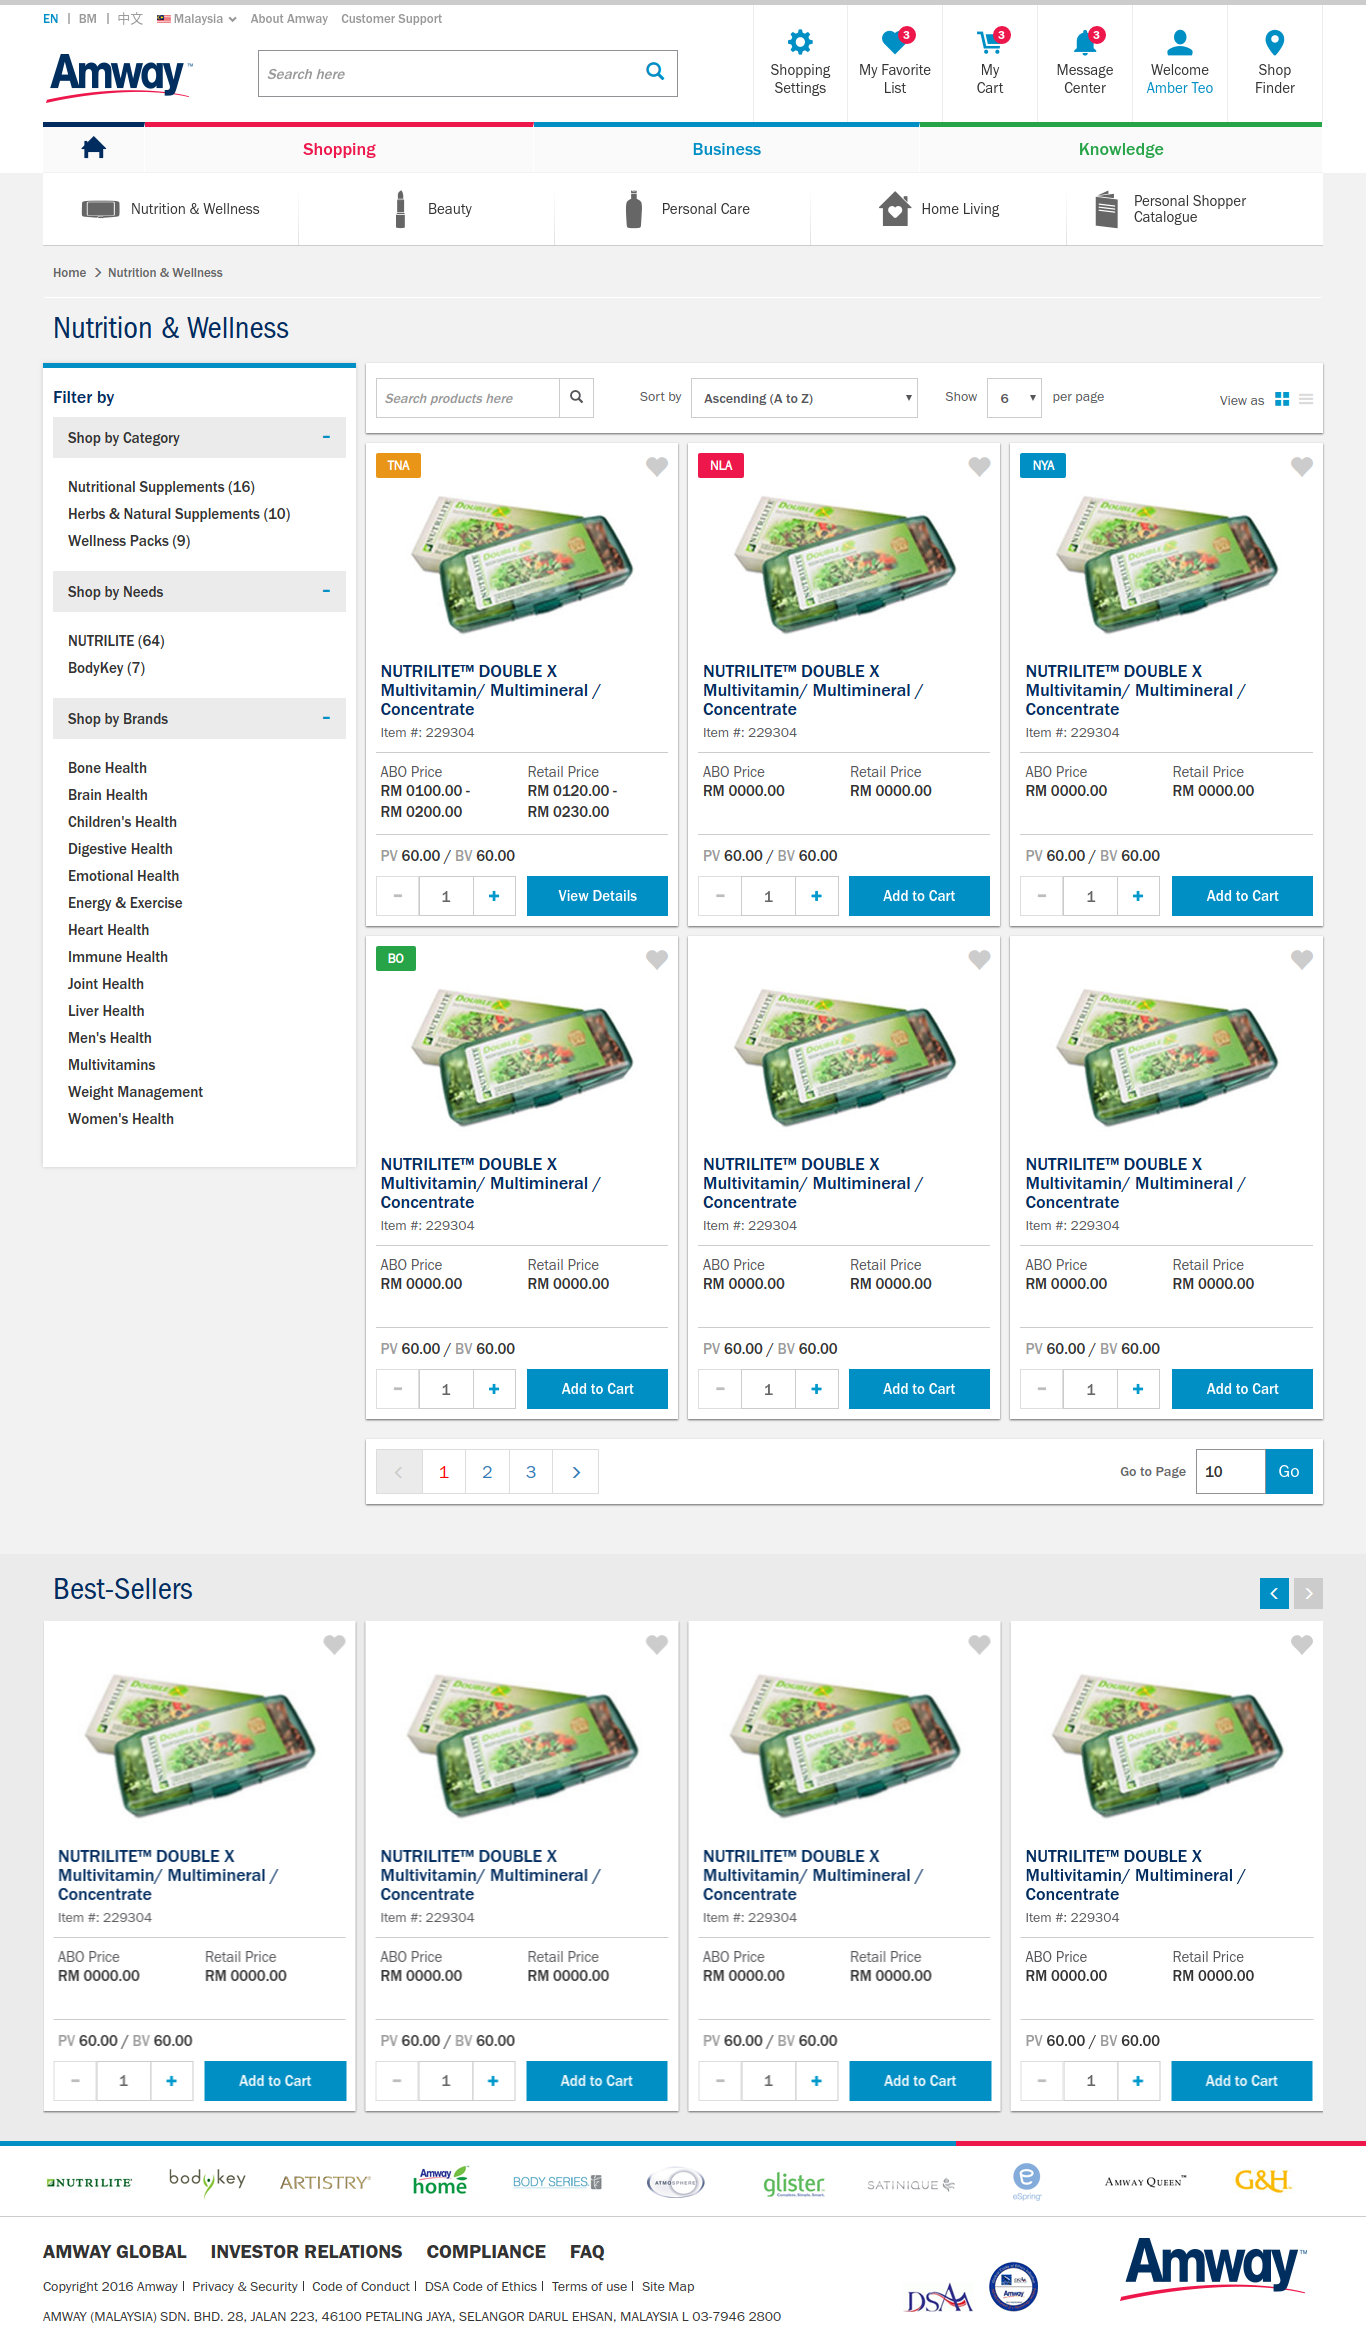 EN | BM | 中文 Malaysia About Amway Customer Support
Amway™
Search here
Shopping
Settings
3
My Favorite
List
3
My
Cart
3
Message
Center
Welcome
Amber Teo
Shop
Finder
Shopping
Business
Knowledge
Nutrition & Wellness
Beauty
Personal Care
Home Living
Personal Shopper
Catalogue
Home > Nutrition & Wellness
Nutrition & Wellness
Filter by
Shop by Category -
Nutritional Supplements (16)
Herbs & Natural Supplements (10)
Wellness Packs (9)
Shop by Needs -
NUTRILITE (64)
BodyKey (7)
Shop by Brands -
Bone Health
Brain Health
Children's Health
Digestive Health
Emotional Health
Energy & Exercise
Heart Health
Immune Health
Joint Health
Liver Health
Men's Health
Multivitamins
Weight Management
Women's Health
Search products here
Sort by Ascending (A to Z)
Show 6 per page
View as
TNA
NUTRILITE™ DOUBLE X
Multivitamin/ Multimineral /
Concentrate
Item #: 229304
ABO Price Retail Price
RM 0100.00 - RM 0120.00 -
RM 0200.00 RM 0230.00
PV 60.00 / BV 60.00
- 1 + View Details
NLA
NUTRILITE™ DOUBLE X
Multivitamin/ Multimineral /
Concentrate
Item #: 229304
ABO Price Retail Price
RM 0000.00 RM 0000.00
PV 60.00 / BV 60.00
- 1 + Add to Cart
NYA
NUTRILITE™ DOUBLE X
Multivitamin/ Multimineral /
Concentrate
Item #: 229304
ABO Price Retail Price
RM 0000.00 RM 0000.00
PV 60.00 / BV 60.00
- 1 + Add to Cart
BO
NUTRILITE™ DOUBLE X
Multivitamin/ Multimineral /
Concentrate
Item #: 229304
ABO Price Retail Price
RM 0000.00 RM 0000.00
PV 60.00 / BV 60.00
- 1 + Add to Cart
NUTRILITE™ DOUBLE X
Multivitamin/ Multimineral /
Concentrate
Item #: 229304
ABO Price Retail Price
RM 0000.00 RM 0000.00
PV 60.00 / BV 60.00
- 1 + Add to Cart
NUTRILITE™ DOUBLE X
Multivitamin/ Multimineral /
Concentrate
Item #: 229304
ABO Price Retail Price
RM 0000.00 RM 0000.00
PV 60.00 / BV 60.00
- 1 + Add to Cart
< 1 2 3 >
Go to Page 10 Go
Best-Sellers
< >
NUTRILITE™ DOUBLE X
Multivitamin/ Multimineral /
Concentrate
Item #: 229304
ABO Price Retail Price
RM 0000.00 RM 0000.00
PV 60.00 / BV 60.00
- 1 + Add to Cart
NUTRILITE™ DOUBLE X
Multivitamin/ Multimineral /
Concentrate
Item #: 229304
ABO Price Retail Price
RM 0000.00 RM 0000.00
PV 60.00 / BV 60.00
- 1 + Add to Cart
NUTRILITE™ DOUBLE X
Multivitamin/ Multimineral /
Concentrate
Item #: 229304
ABO Price Retail Price
RM 0000.00 RM 0000.00
PV 60.00 / BV 60.00
- 1 + Add to Cart
NUTRILITE™ DOUBLE X
Multivitamin/ Multimineral /
Concentrate
Item #: 229304
ABO Price Retail Price
RM 0000.00 RM 0000.00
PV 60.00 / BV 60.00
- 1 + Add to Cart
NUTRILITE
bodykey
ARTISTRY
Amway home
BODY SERIES
ATMOSPHERE
glister
SATINIQUE
eSpring
AMWAY QUEEN™
G&H
AMWAY GLOBAL INVESTOR RELATIONS COMPLIANCE FAQ
Copyright 2016 Amway | Privacy & Security | Code of Conduct | DSA Code of Ethics | Terms of use | Site Map
AMWAY (MALAYSIA) SDN. BHD. 28, JALAN 223, 46100 PETALING JAYA, SELANGOR DARUL EHSAN, MALAYSIA L 03-7946 2800
DSAA
Amway
Amway™